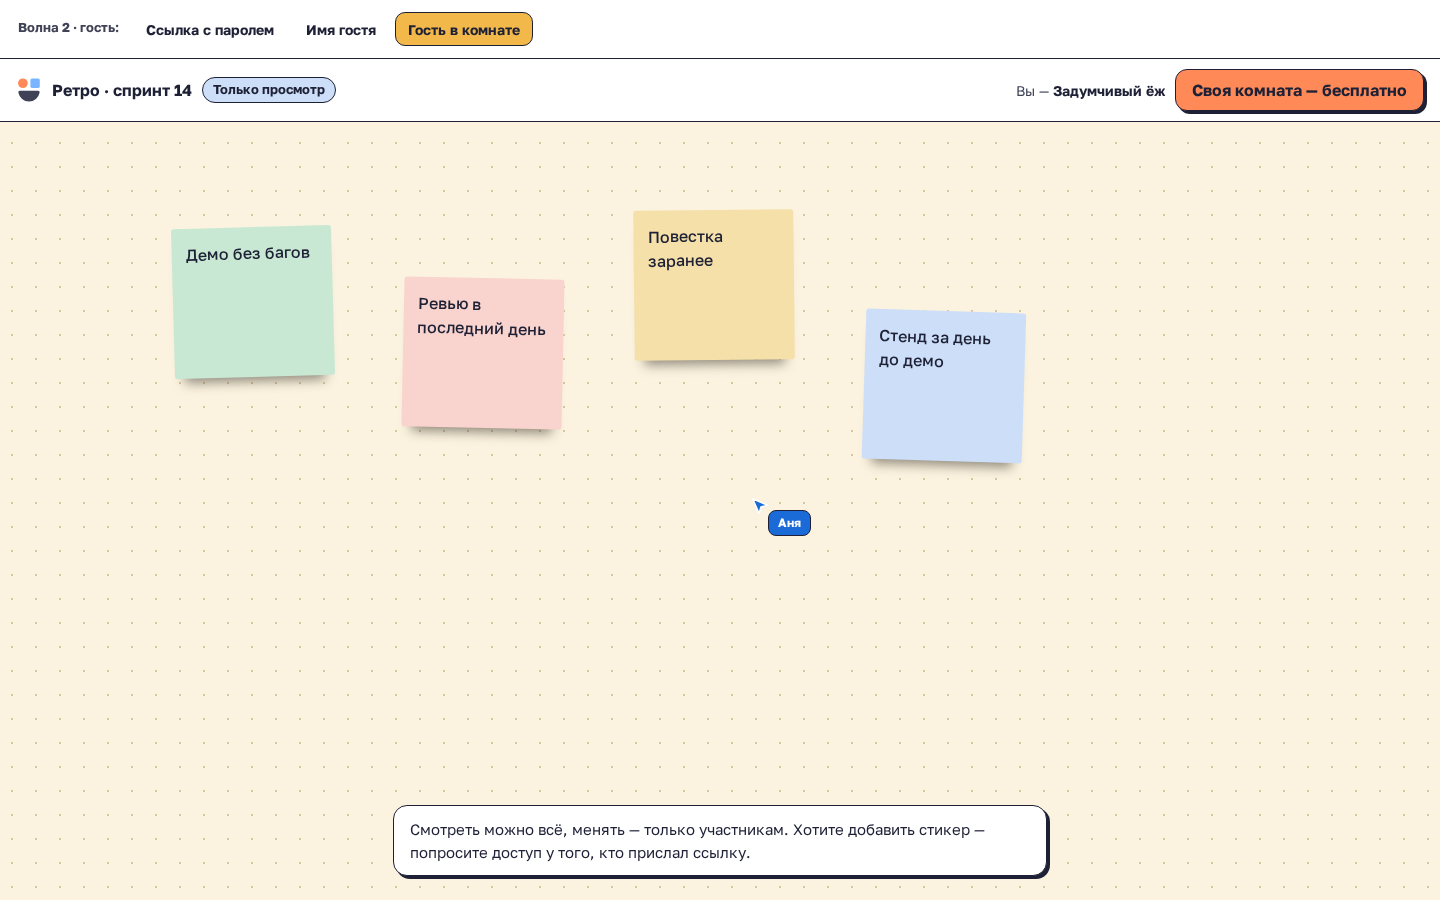 Волна 2 · гость: Ссылка с паролем Имя гостя Гость в комнате
Ретро · спринт 14 Только просмотр Вы — Задумчивый ёж Своя комната — бесплатно
Демо без багов
Ревью в
последний день
Повестка
заранее
Стенд за день
до демо
Аня
Смотреть можно всё, менять — только участникам. Хотите добавить стикер —
попросите доступ у того, кто прислал ссылку.